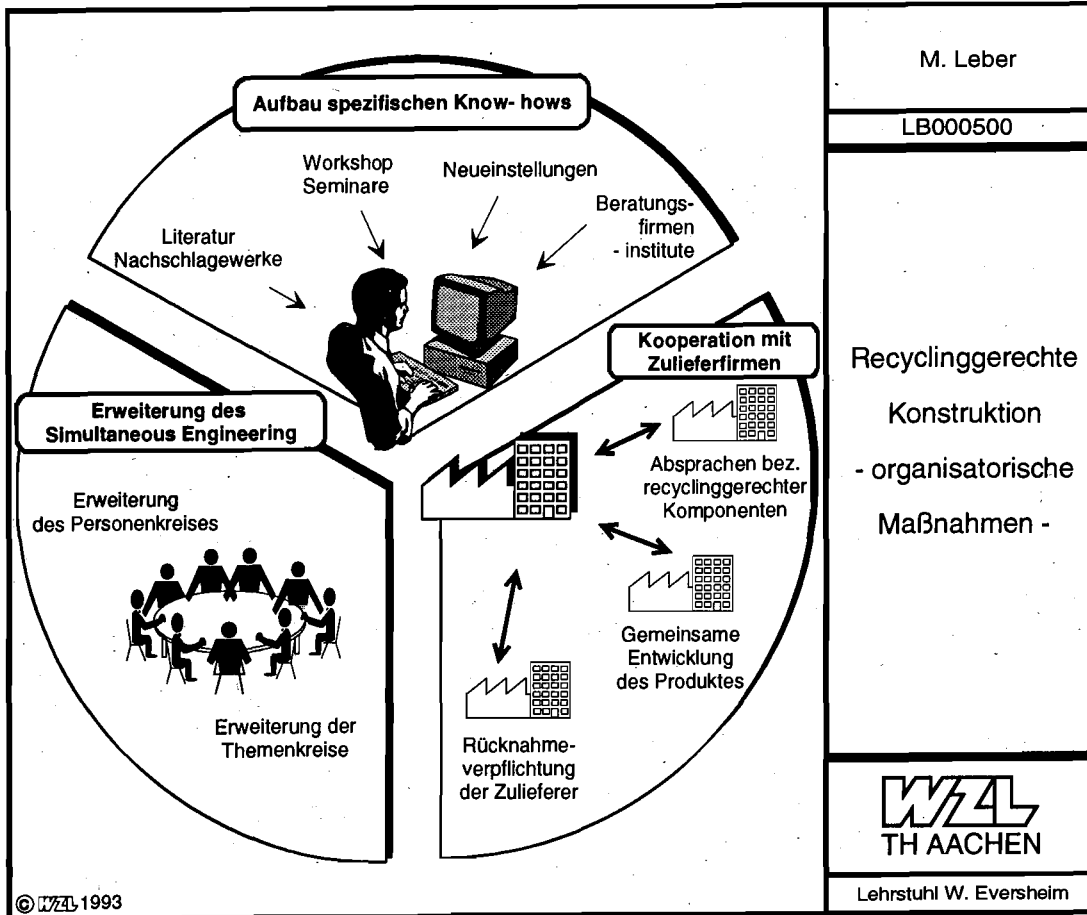 Aufbau spezifischen Know- hows
Workshop
Seminare
Neueinstellungen
Beratungs-
firmen
- institute
Literatur
Nachschlagewerke
Erweiterung des
Simultaneous Engineering
Erweiterung
des Personenkreises
Erweiterung der
Themenkreise
Kooperation mit
Zulieferfirmen
Absprachen bez.
recyclinggerechter
Komponenten
Gemeinsame
Entwicklung
des Produktes
Rücknahme-
verpflichtung
der Zulieferer
© WZL 1993
M. Leber
LB000500
Recyclinggerechte
Konstruktion
- organisatorische
Maßnahmen -
WZL
TH AACHEN
Lehrstuhl W. Eversheim